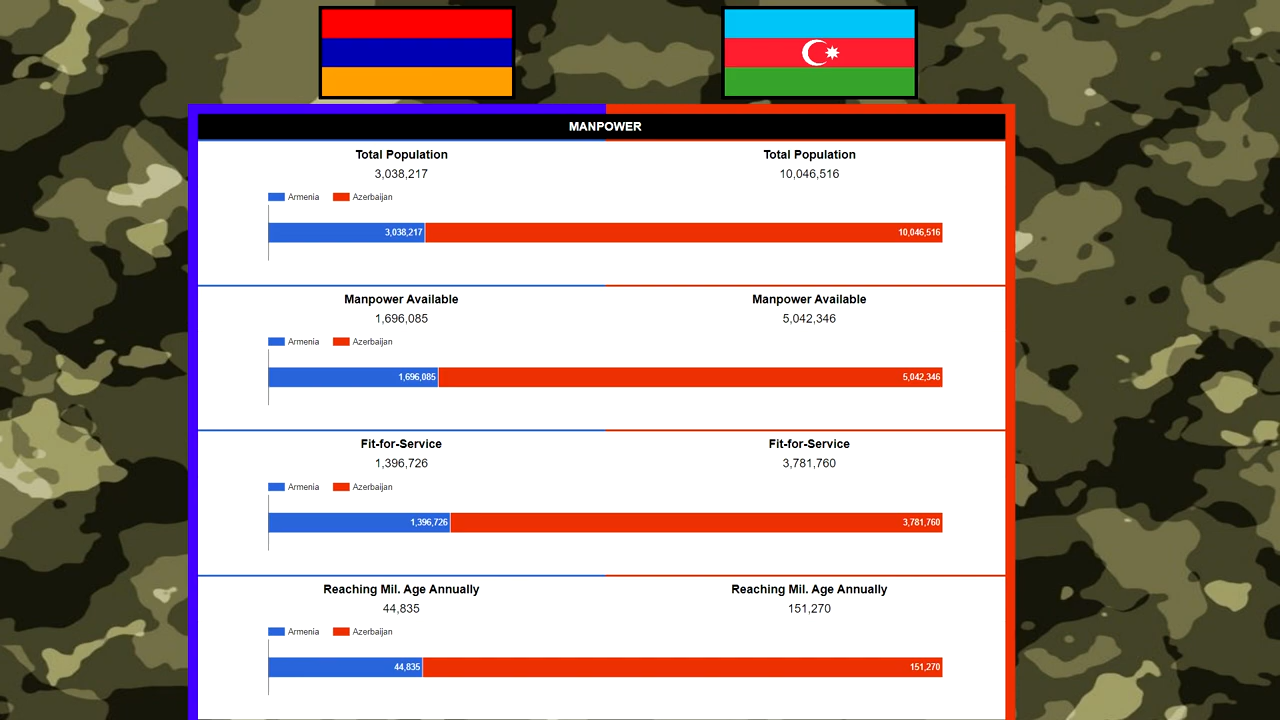 MANPOWER
Total Population Total Population
3,038,217 10,046,516
Armenia Azerbaijan
3,038,217 10,046,516
Manpower Available Manpower Available
1,696,085 5,042,346
Armenia Azerbaijan
1,696,085 5,042,346
Fit-for-Service Fit-for-Service
1,396,726 3,781,760
Armenia Azerbaijan
1,396,726 3,781,760
Reaching Mil. Age Annually Reaching Mil. Age Annually
44,835 151,270
Armenia Azerbaijan
44,835 151,270